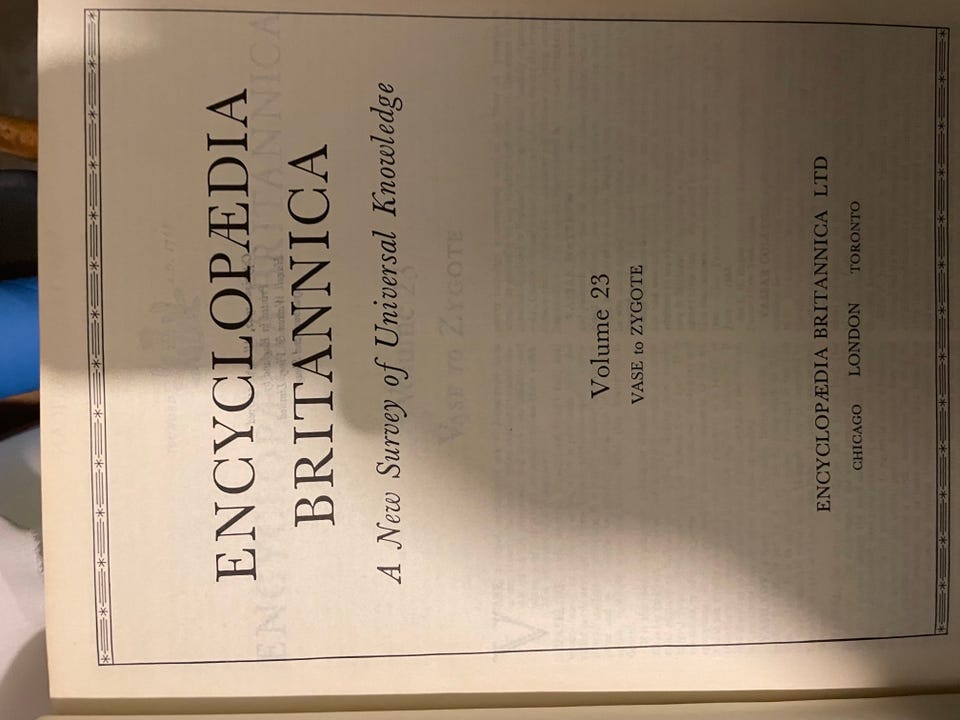 ENCYCLOPÆDIA
BRITANNICA
A New Survey of Universal Knowledge
Volume 23
VASE to ZYGOTE
ENCYCLOPÆDIA BRITANNICA LTD
CHICAGO LONDON TORONTO